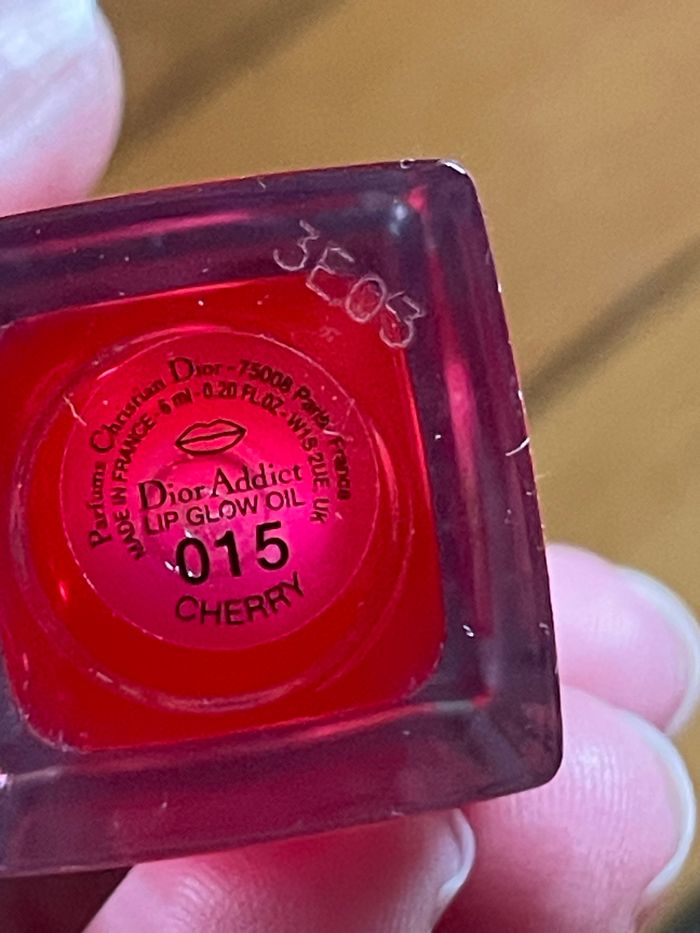 3E03
Parfums Christian Dior - 75008 Paris, France
MADE IN FRANCE - 6 ml - 0.20 FL.OZ - W1S 2UE UK
Dior Addict
LIP GLOW OIL
015
CHERRY